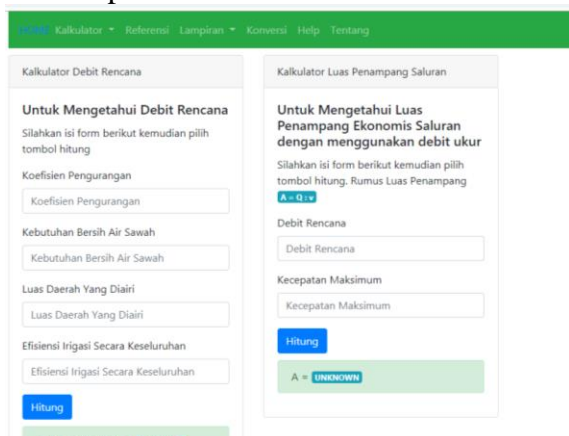 HOME Kalkulator Referensi Lampiran Konversi Help Tentang
Kalkulator Debit Rencana
Untuk Mengetahui Debit Rencana
Silahkan isi form berikut kemudian pilih
tombol hitung
Koefisien Pengurangan
Koefisien Pengurangan
Kebutuhan Bersih Air Sawah
Kebutuhan Bersih Air Sawah
Luas Daerah Yang Diairi
Luas Daerah Yang Diairi
Efisiensi Irigasi Secara Keseluruhan
Efisiensi Irigasi Secara Keseluruhan
Hitung
Kalkulator Luas Penampang Saluran
Untuk Mengetahui Luas
Penampang Ekonomis Saluran
dengan menggunakan debit ukur
Silahkan isi form berikut kemudian pilih
tombol hitung. Rumus Luas Penampang
A = Q : v
Debit Rencana
Debit Rencana
Kecepatan Maksimum
Kecepatan Maksimum
Hitung
A = UNKNOWN